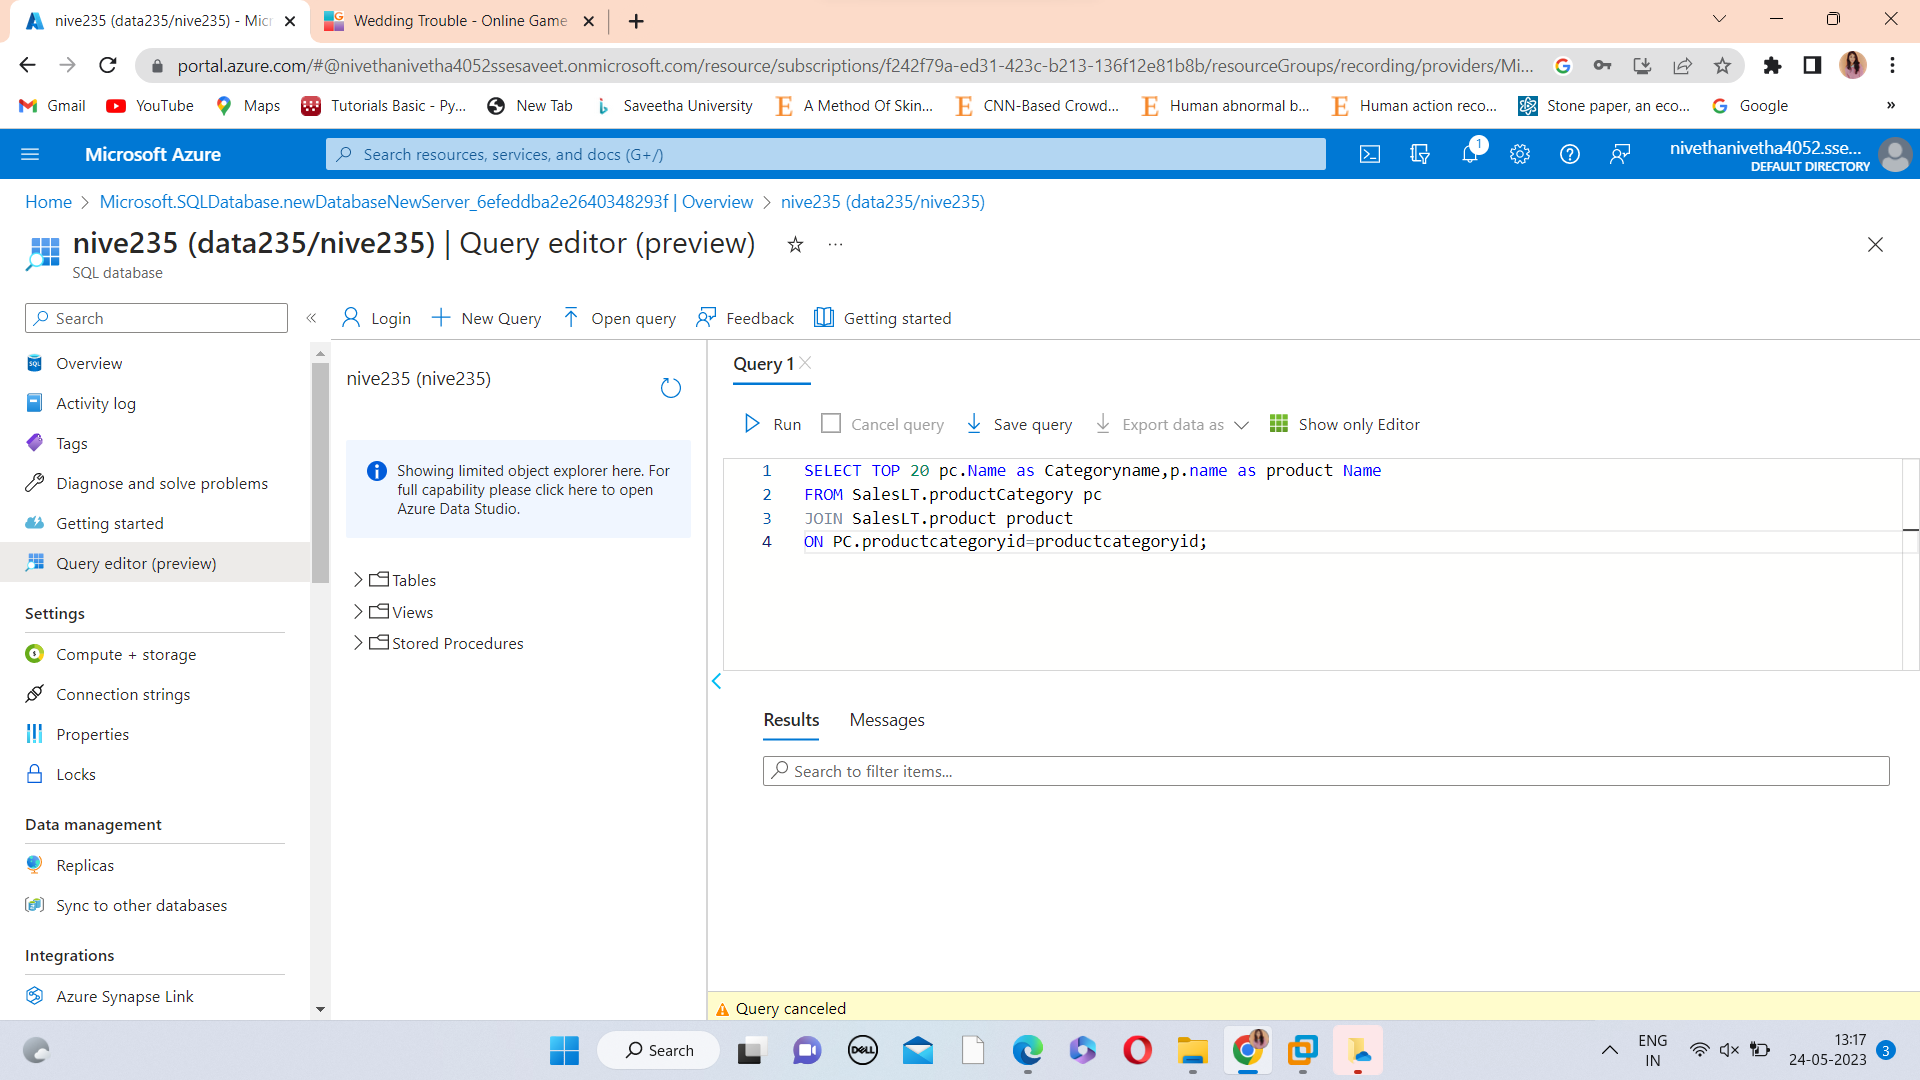 nive235 (data235/nive235) - Micr
Wedding Trouble - Online Game
portal.azure.com/#@nivethanivetha4052ssesaveet.onmicrosoft.com/resource/subscriptions/f242f79a-ed31-423c-b213-136f12e81b8b/resourceGroups/recording/providers/Mi...
Gmail
YouTube
Maps
Tutorials Basic - Py...
New Tab
Saveetha University
A Method Of Skin...
CNN-Based Crowd...
Human abnormal b...
Human action reco...
Stone paper, an eco...
Google
»
Microsoft Azure
Search resources, services, and docs (G+/)
1
nivethanivetha4052.sse...
DEFAULT DIRECTORY
Home > Microsoft.SQLDatabase.newDatabaseNewServer_6efeddba2e2640348293f | Overview > nive235 (data235/nive235)
nive235 (data235/nive235) | Query editor (preview)
SQL database
Search
Login
New Query
Open query
Feedback
Getting started
Overview
Activity log
Tags
Diagnose and solve problems
Getting started
Query editor (preview)
Settings
Compute + storage
Connection strings
Properties
Locks
Data management
Replicas
Sync to other databases
Integrations
Azure Synapse Link
nive235 (nive235)
Showing limited object explorer here. For
full capability please click here to open
Azure Data Studio.
Tables
Views
Stored Procedures
Query 1
Run
Cancel query
Save query
Export data as
Show only Editor
1 SELECT TOP 20 pc.Name as Categoryname,p.name as product Name
2 FROM SalesLT.productCategory pc
3 JOIN SalesLT.product product
4 ON PC.productcategoryid=productcategoryid;
Results
Messages
Search to filter items...
Query canceled
Search
DELL
ENG
IN
13:17
24-05-2023
3